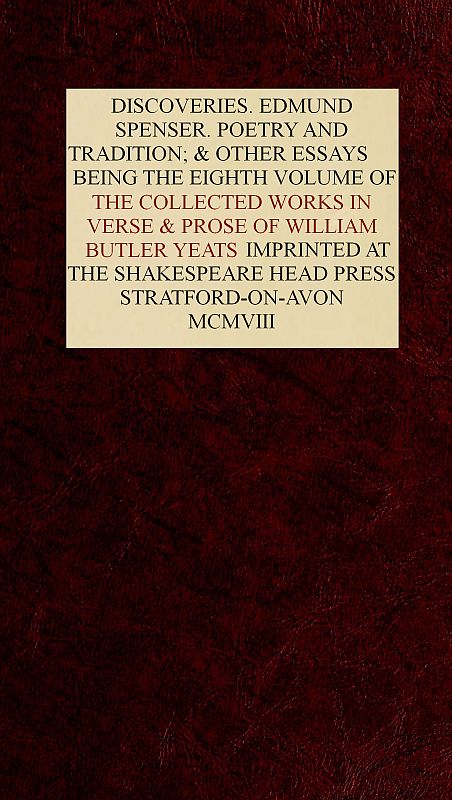 DISCOVERIES. EDMUND
SPENSER. POETRY AND
TRADITION; & OTHER ESSAYS
BEING THE EIGHTH VOLUME OF
THE COLLECTED WORKS IN
VERSE & PROSE OF WILLIAM
BUTLER YEATS IMPRINTED AT
THE SHAKESPEARE HEAD PRESS
STRATFORD-ON-AVON
MCMVIII